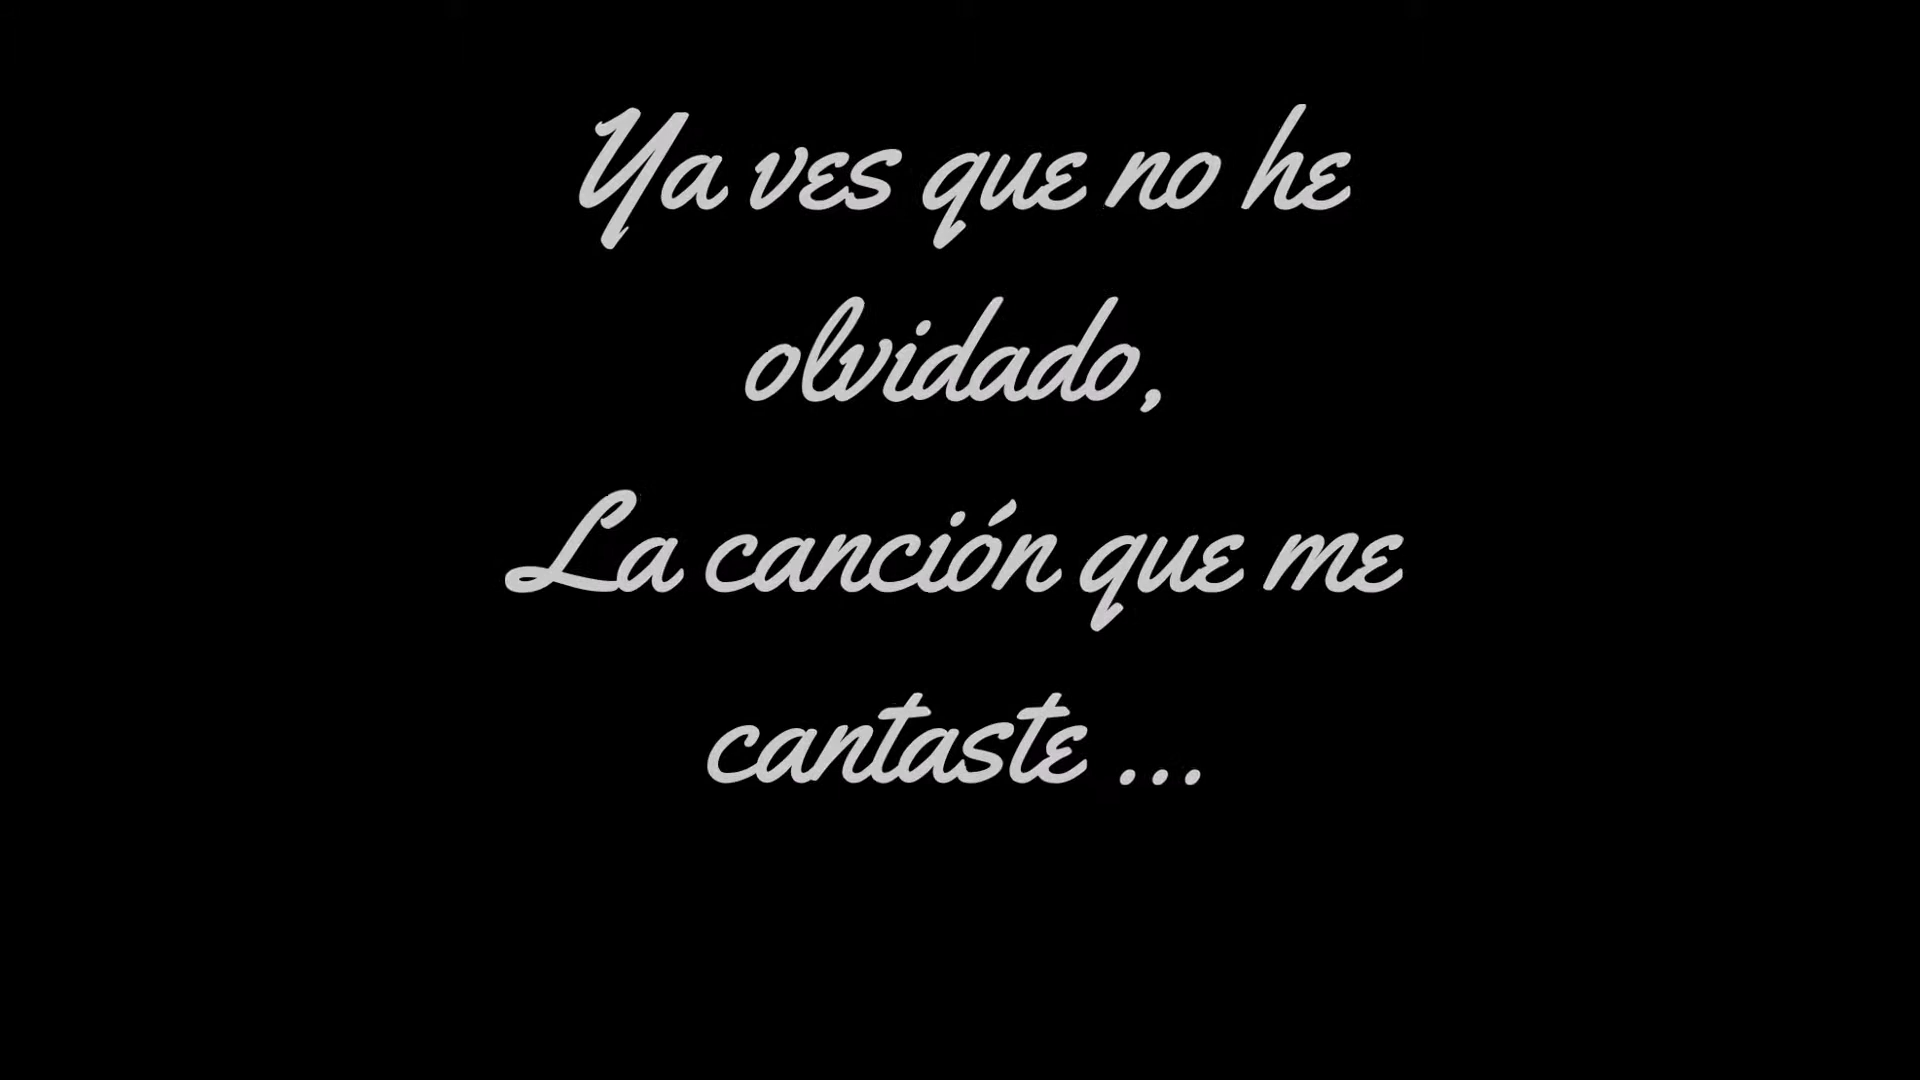 Ya ves que no he
olvidado,
La canción que me
cantaste ...